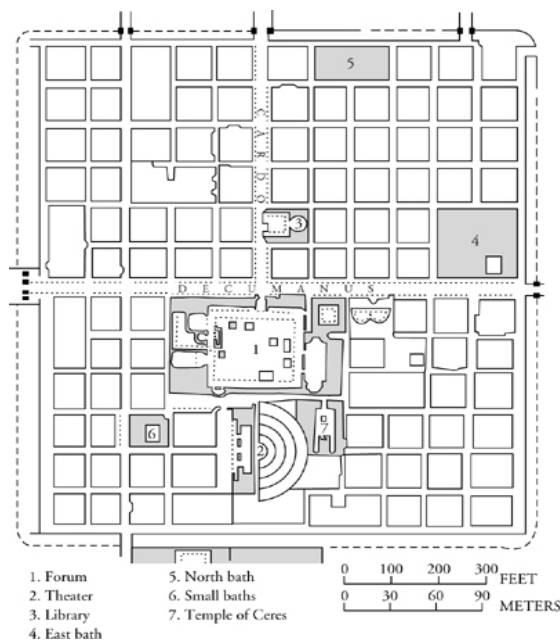 5
CARDO
3
4
DECUMANUS
1
6
2
7
1. Forum
2. Theater
3. Library
4. East bath
5. North bath
6. Small baths
7. Temple of Ceres
0 100 200 300 FEET
0 30 60 90 METERS